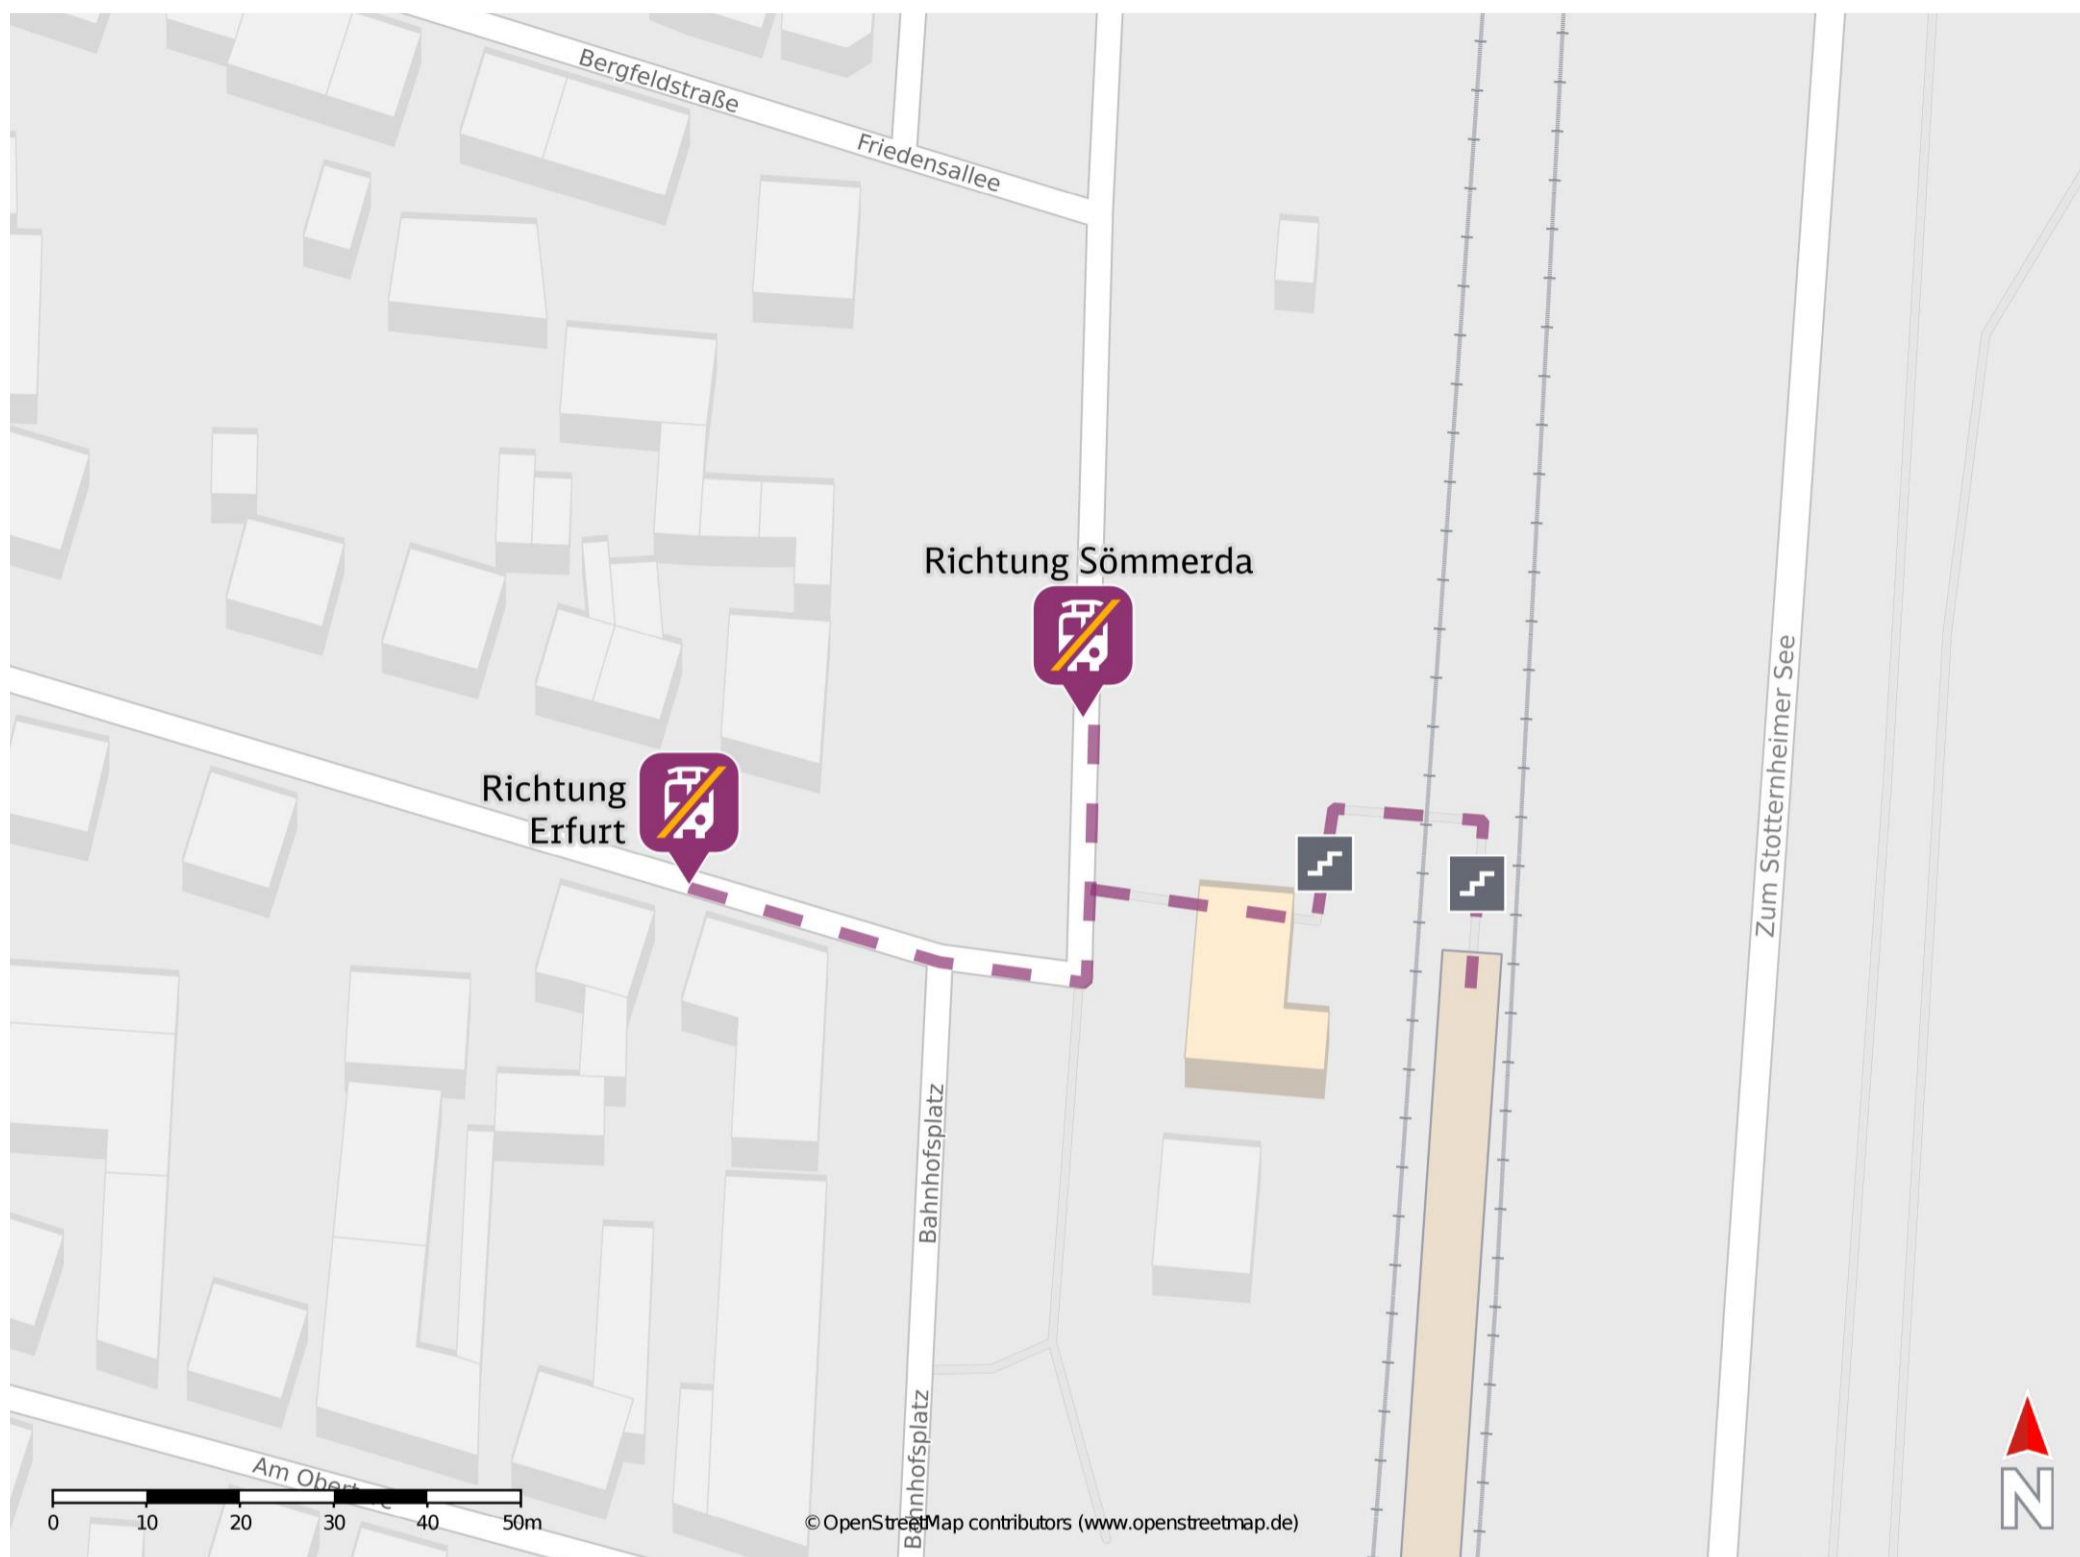 Bergfeldstraße
Friedensallee
Richtung Sömmerda
Richtung
Erfurt
Zum Stotternheimer See
Bahnhofsplatz
Bahnhofsplatz
Am
0 10 20 30 40 50m
© OpenStreetMap contributors (www.openstreetmap.de)
N